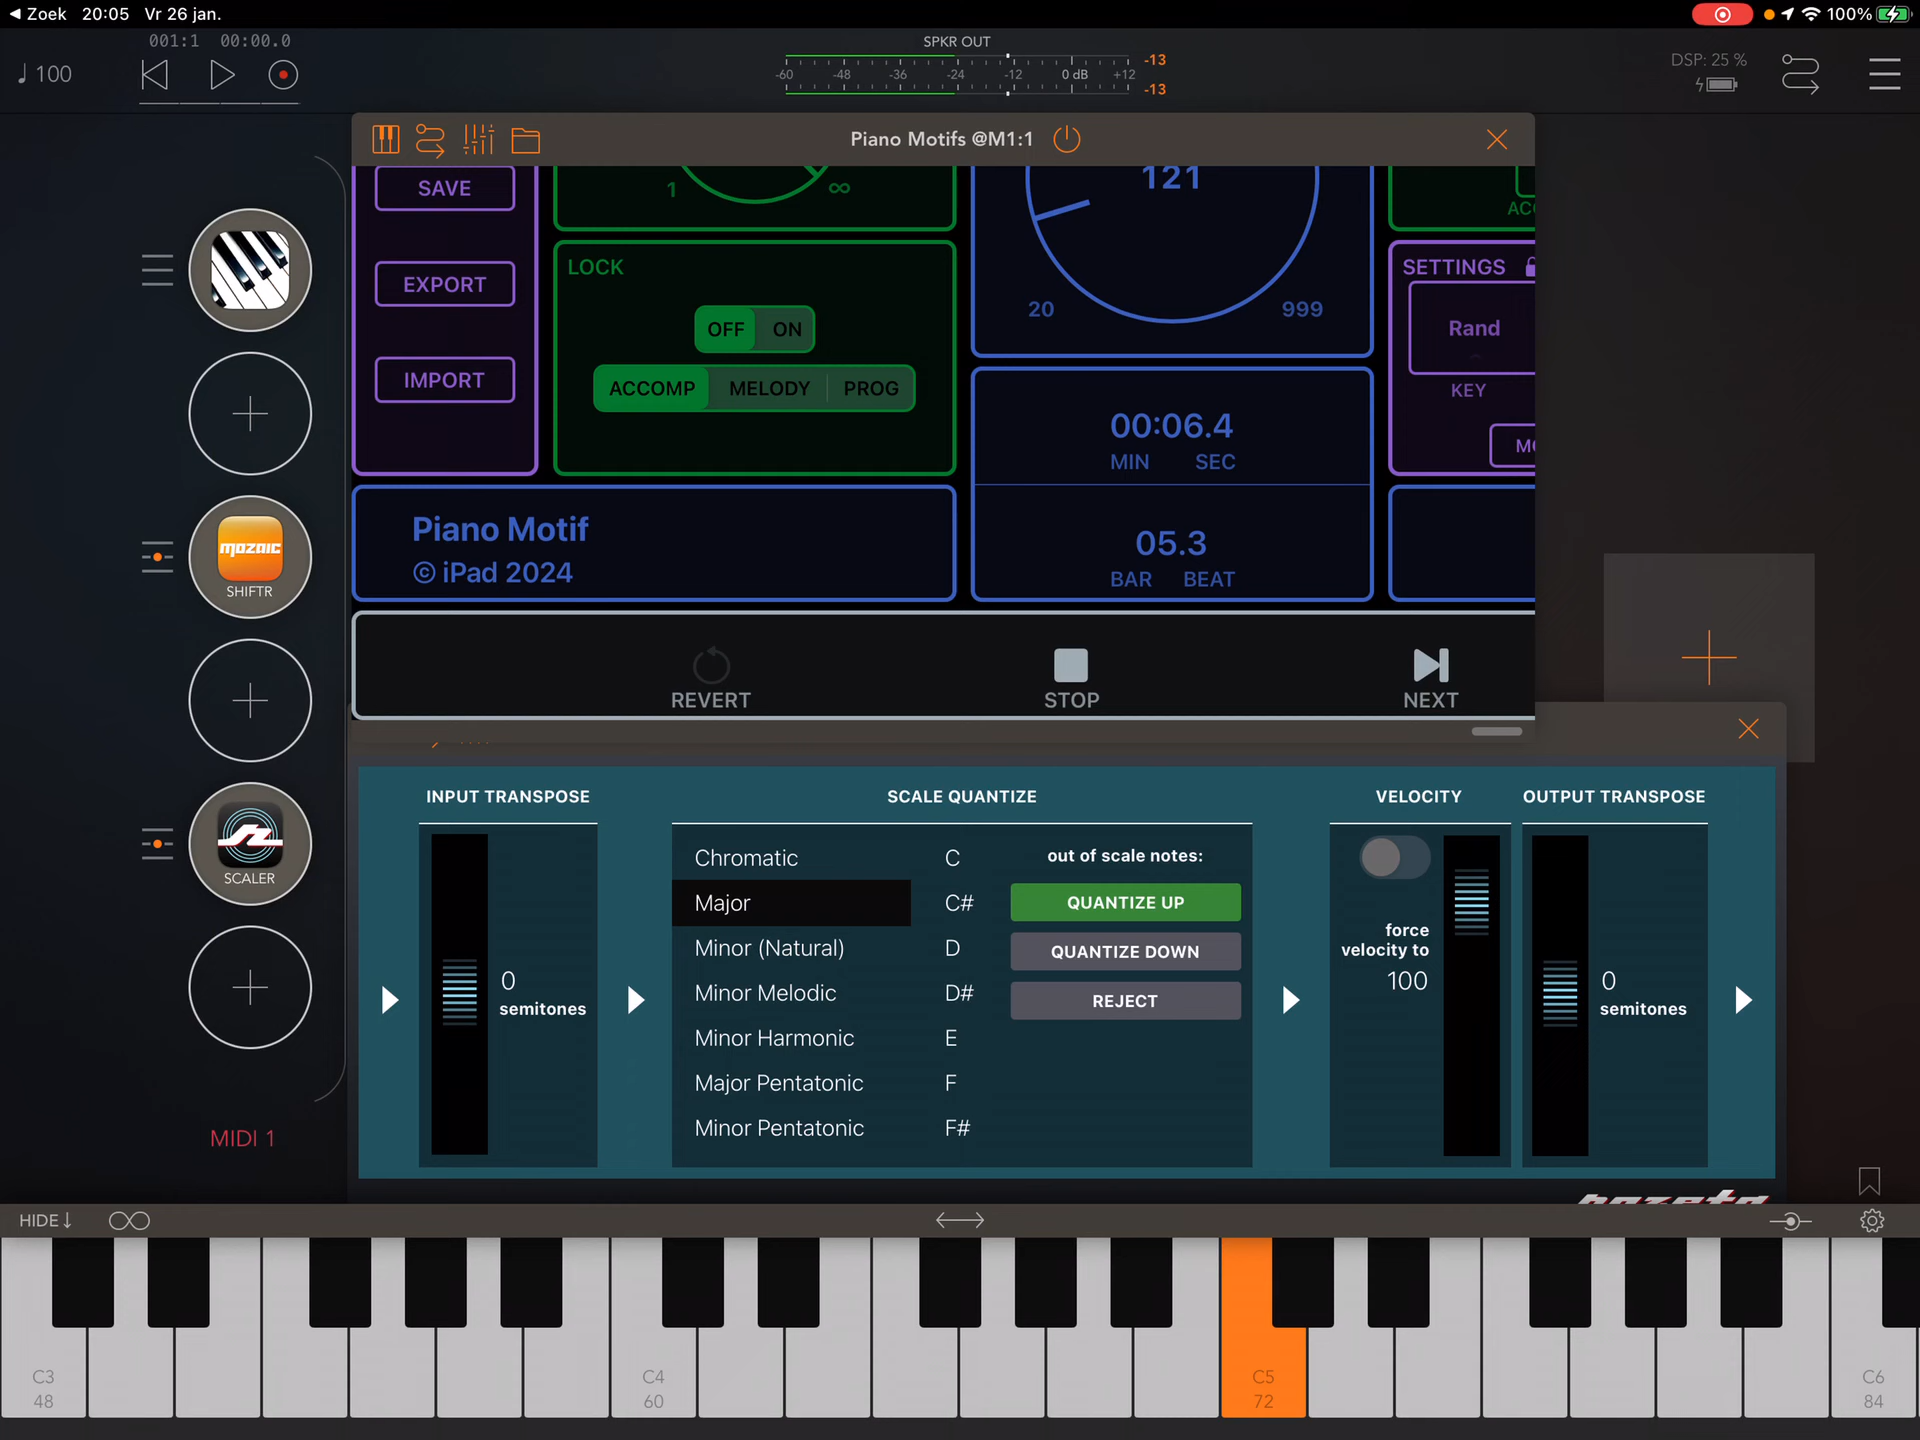 ◀ Zoek 20:05 Vr 26 jan. 100%
001:1 00:00.0
♩ 100
SPKR OUT
-60 -48 -36 -24 -12 0 dB +12
-13
-13
DSP: 25 %
Piano Motifs @M1:1
SAVE
EXPORT
IMPORT
1 ∞
LOCK
OFF ON
ACCOMP MELODY PROG
121
20 999
00:06.4
MIN SEC
05.3
BAR BEAT
SETTINGS
Rand
KEY
Piano Motif
© iPad 2024
REVERT
STOP
NEXT
mozaic
SHIFTR
SCALER
MIDI 1
INPUT TRANSPOSE
0
semitones
SCALE QUANTIZE
Chromatic
Major
Minor (Natural)
Minor Melodic
Minor Harmonic
Major Pentatonic
Minor Pentatonic
C
C#
D
D#
E
F
F#
out of scale notes:
QUANTIZE UP
QUANTIZE DOWN
REJECT
VELOCITY
force
velocity to
100
OUTPUT TRANSPOSE
0
semitones
HIDE↓
C3
48
C4
60
C5
72
C6
84